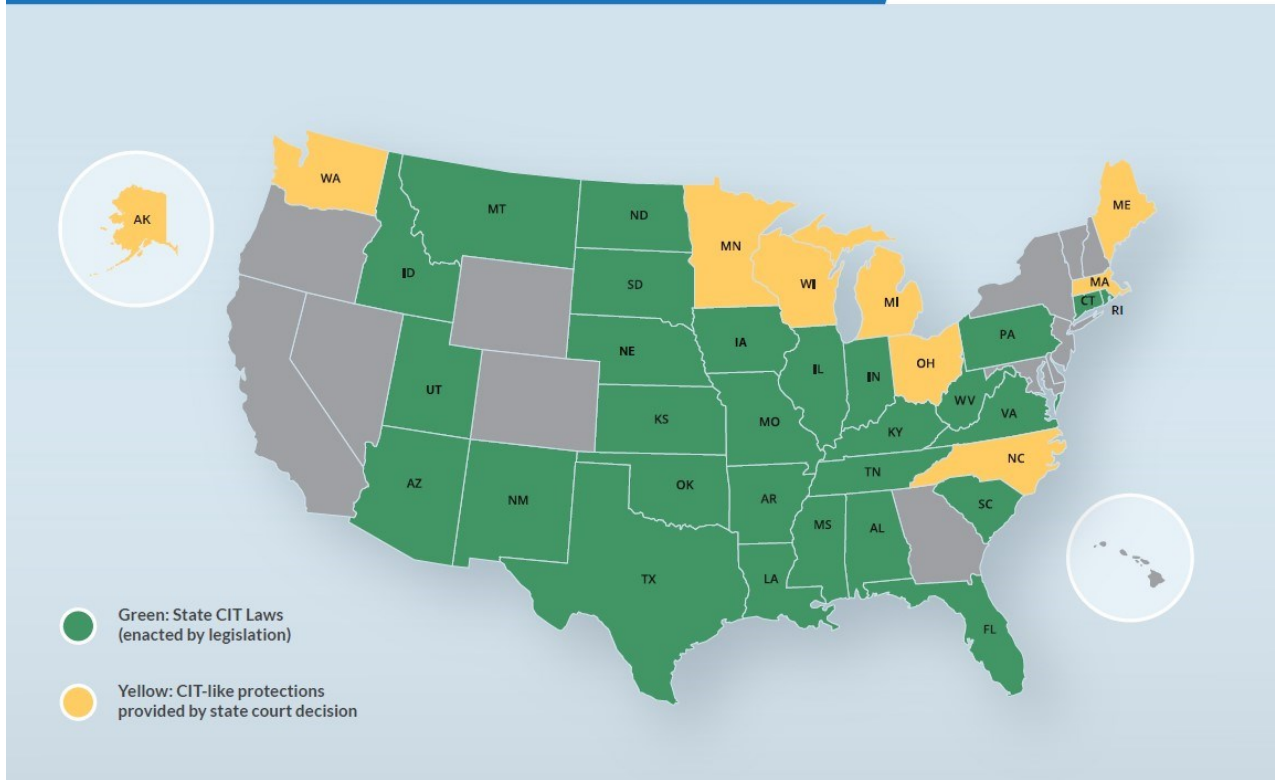 WA
MT
ND
AK
ME
MN
ID
SD
WI
MI
MA
CT
RI
PA
NE
IA
OH
UT
IL
IN
WV
VA
KS
MO
KY
NC
TN
AZ
NM
OK
AR
SC
MS
AL
TX
LA
FL
Green: State CIT Laws
(enacted by legislation)
Yellow: CIT-like protections
provided by state court decision